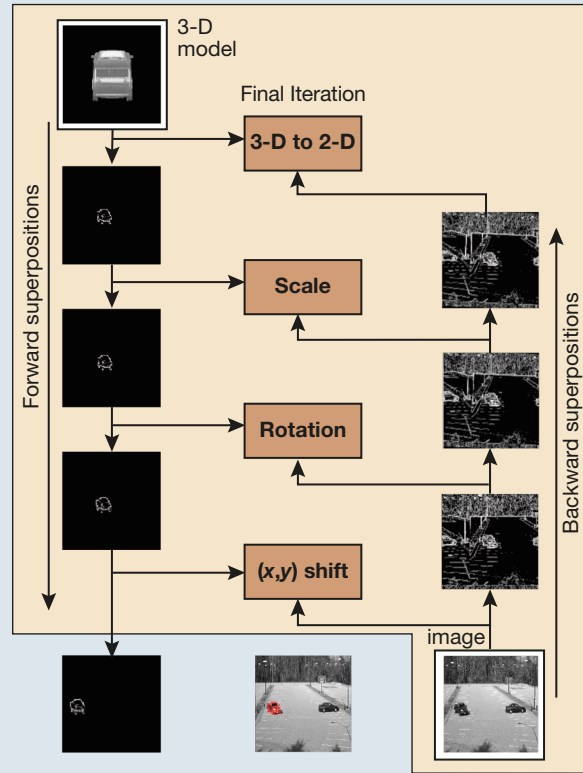 3-D
model
Final Iteration
3-D to 2-D
Forward superpositions
Scale
Backward superpositions
Rotation
(x,y) shift
image